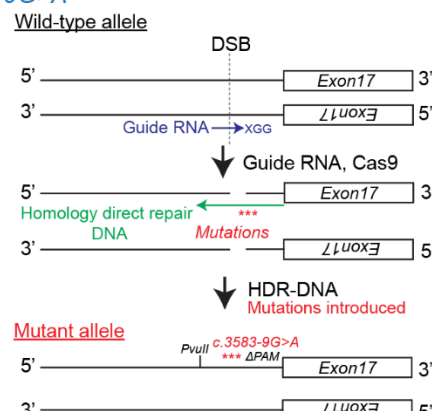 Wild-type allele
DSB
5’ Exon17 3’
3’ Exon17 5’
Guide RNA XGG
Guide RNA, Cas9
5’ Exon17 3
Homology direct repair DNA ***
Mutations
3’ Exon17 5
HDR-DNA
Mutations introduced
Mutant allele
PvuII c.3583-9G>A
*** ΔPAM
5’ Exon17 3’
3’ Exon17 5’